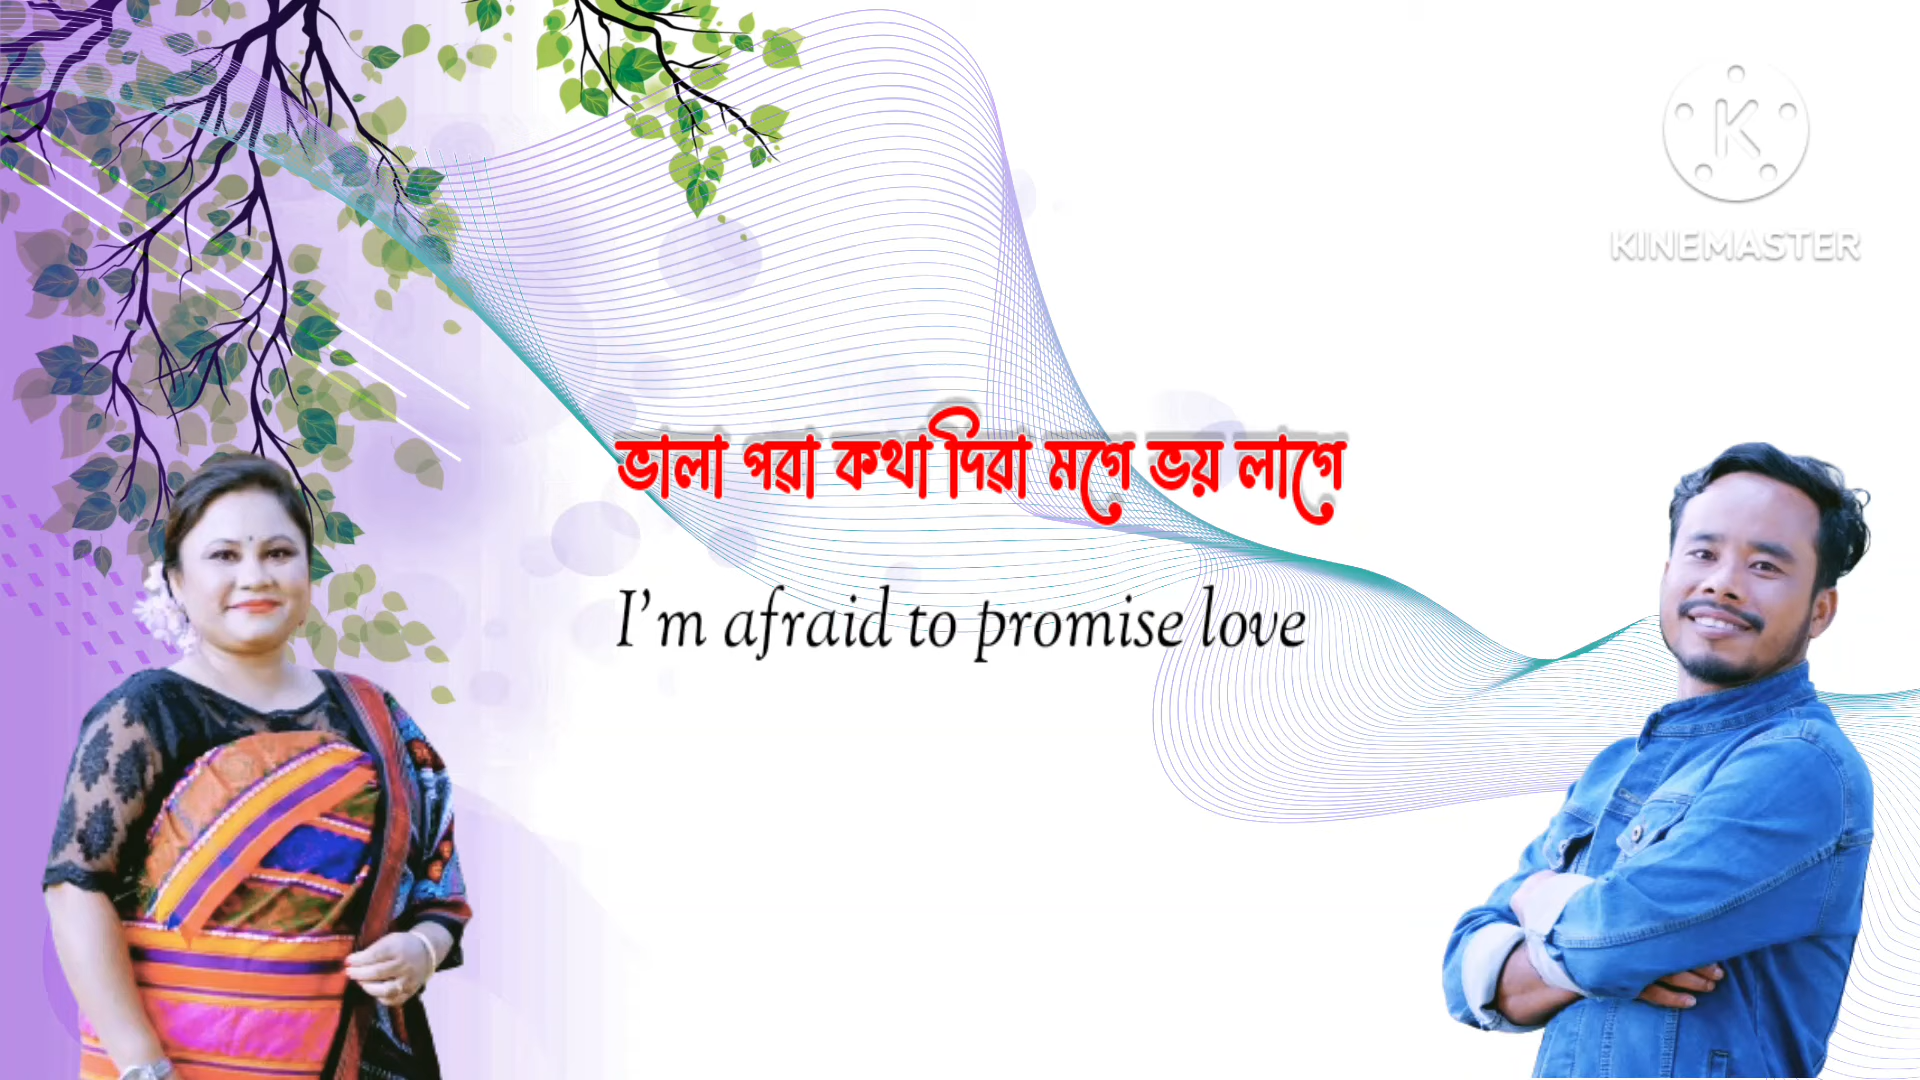 ভালা পৱা কথা দিৱা মগে ভয় লাগে
I'm afraid to promise love
KINEMASTER